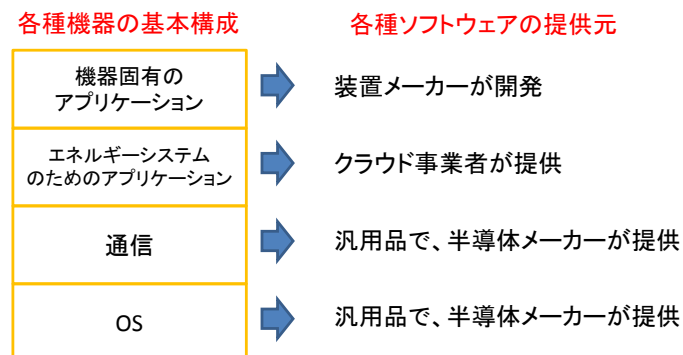 各種機器の基本構成
各種ソフトウェアの提供元
機器固有の
アプリケーション
装置メーカーが開発
エネルギーシステム
のためのアプリケーション
クラウド事業者が提供
通信
汎用品で、半導体メーカーが提供
OS
汎用品で、半導体メーカーが提供